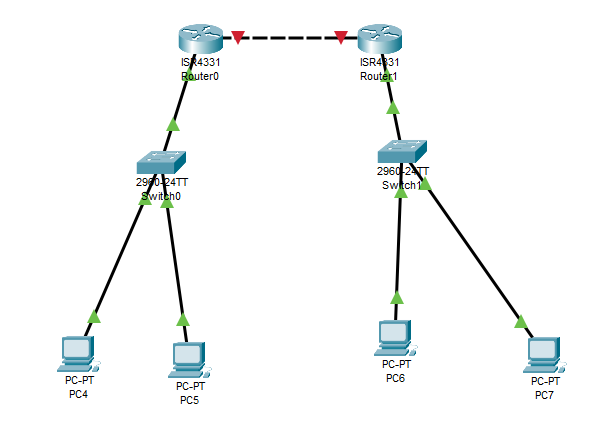 ISR4331
Router0
ISR4331
Router1
2960-24TT
Switch0
2960-24TT
Switch1
PC-PT
PC4
PC-PT
PC5
PC-PT
PC6
PC-PT
PC7